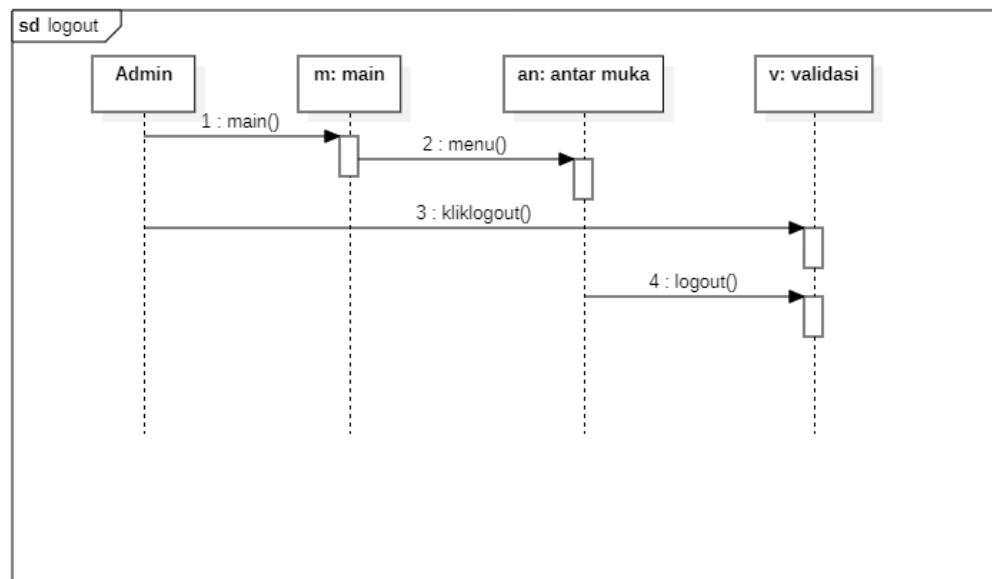 sd logout
Admin
m: main
an: antar muka
v: validasi
1 : main()
2 : menu()
3 : kliklogout()
4 : logout()